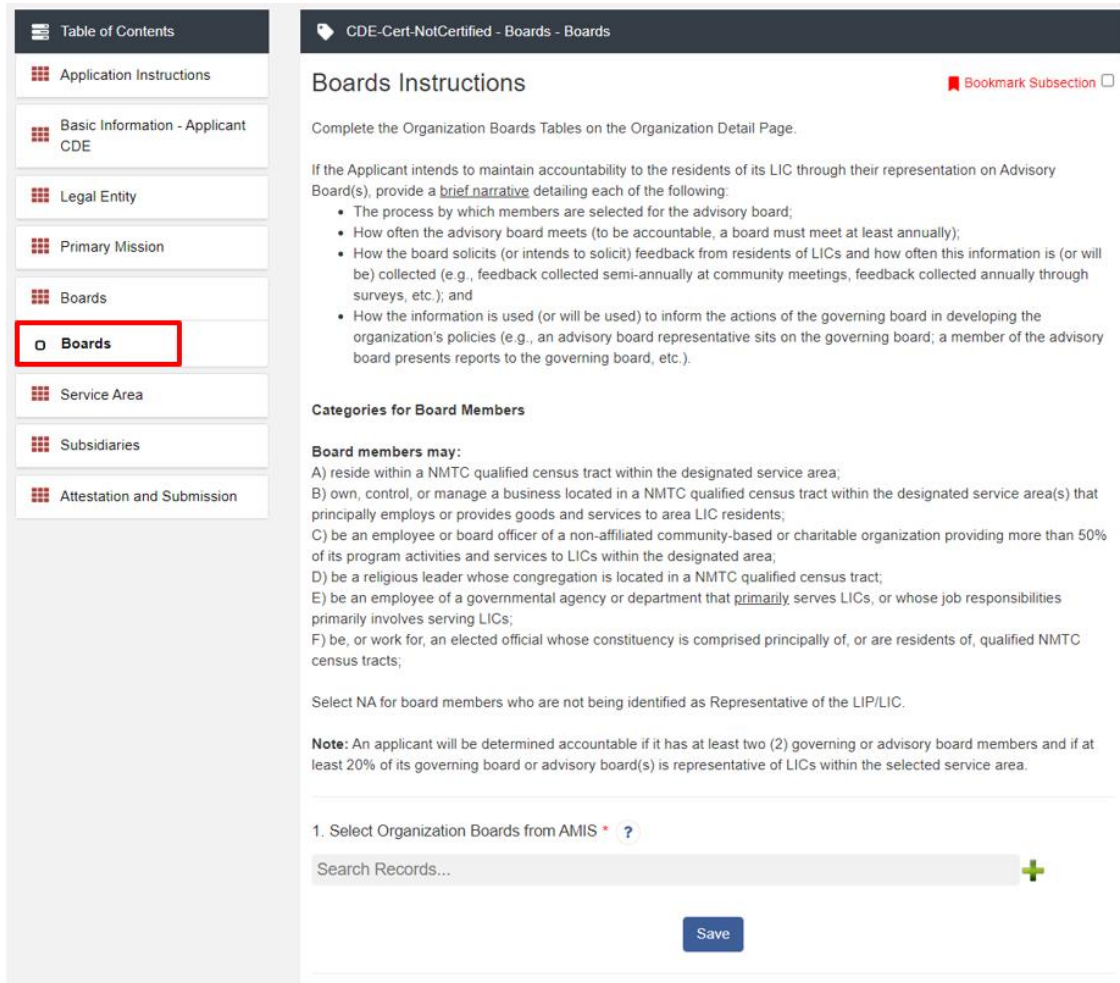 Table of Contents
Application Instructions
Basic Information - Applicant
CDE
Legal Entity
Primary Mission
Boards
Boards
Service Area
Subsidiaries
Attestation and Submission
CDE-Cert-NotCertified - Boards - Boards
Boards Instructions
Bookmark Subsection
Complete the Organization Boards Tables on the Organization Detail Page.
If the Applicant intends to maintain accountability to the residents of its LIC through their representation on Advisory
Board(s), provide a brief narrative detailing each of the following:
• The process by which members are selected for the advisory board;
• How often the advisory board meets (to be accountable, a board must meet at least annually);
• How the board solicits (or intends to solicit) feedback from residents of LICs and how often this information is (or will
be) collected (e.g., feedback collected semi-annually at community meetings, feedback collected annually through
surveys, etc.); and
• How the information is used (or will be used) to inform the actions of the governing board in developing the
organization's policies (e.g., an advisory board representative sits on the governing board; a member of the advisory
board presents reports to the governing board, etc.).
Categories for Board Members
Board members may:
A) reside within a NMTC qualified census tract within the designated service area;
B) own, control, or manage a business located in a NMTC qualified census tract within the designated service area(s) that
principally employs or provides goods and services to area LIC residents;
C) be an employee or board officer of a non-affiliated community-based or charitable organization providing more than 50%
of its program activities and services to LICs within the designated area;
D) be a religious leader whose congregation is located in a NMTC qualified census tract;
E) be an employee of a governmental agency or department that primarily serves LICs, or whose job responsibilities
primarily involves serving LICs;
F) be, or work for, an elected official whose constituency is comprised principally of, or are residents of, qualified NMTC
census tracts;
Select NA for board members who are not being identified as Representative of the LIP/LIC.
Note: An applicant will be determined accountable if it has at least two (2) governing or advisory board members and if at
least 20% of its governing board or advisory board(s) is representative of LICs within the selected service area.
1. Select Organization Boards from AMIS * ?
Search Records...
Save